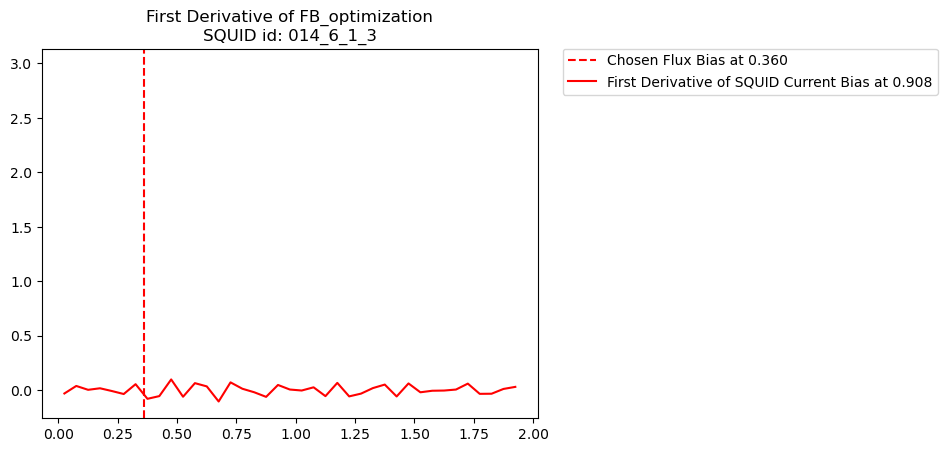 First Derivative of FB_optimization
SQUID id: 014_6_1_3
Chosen Flux Bias at 0.360
First Derivative of SQUID Current Bias at 0.908
3.0
2.5
2.0
1.5
1.0
0.5
0.0
0.00 0.25 0.50 0.75 1.00 1.25 1.50 1.75 2.00